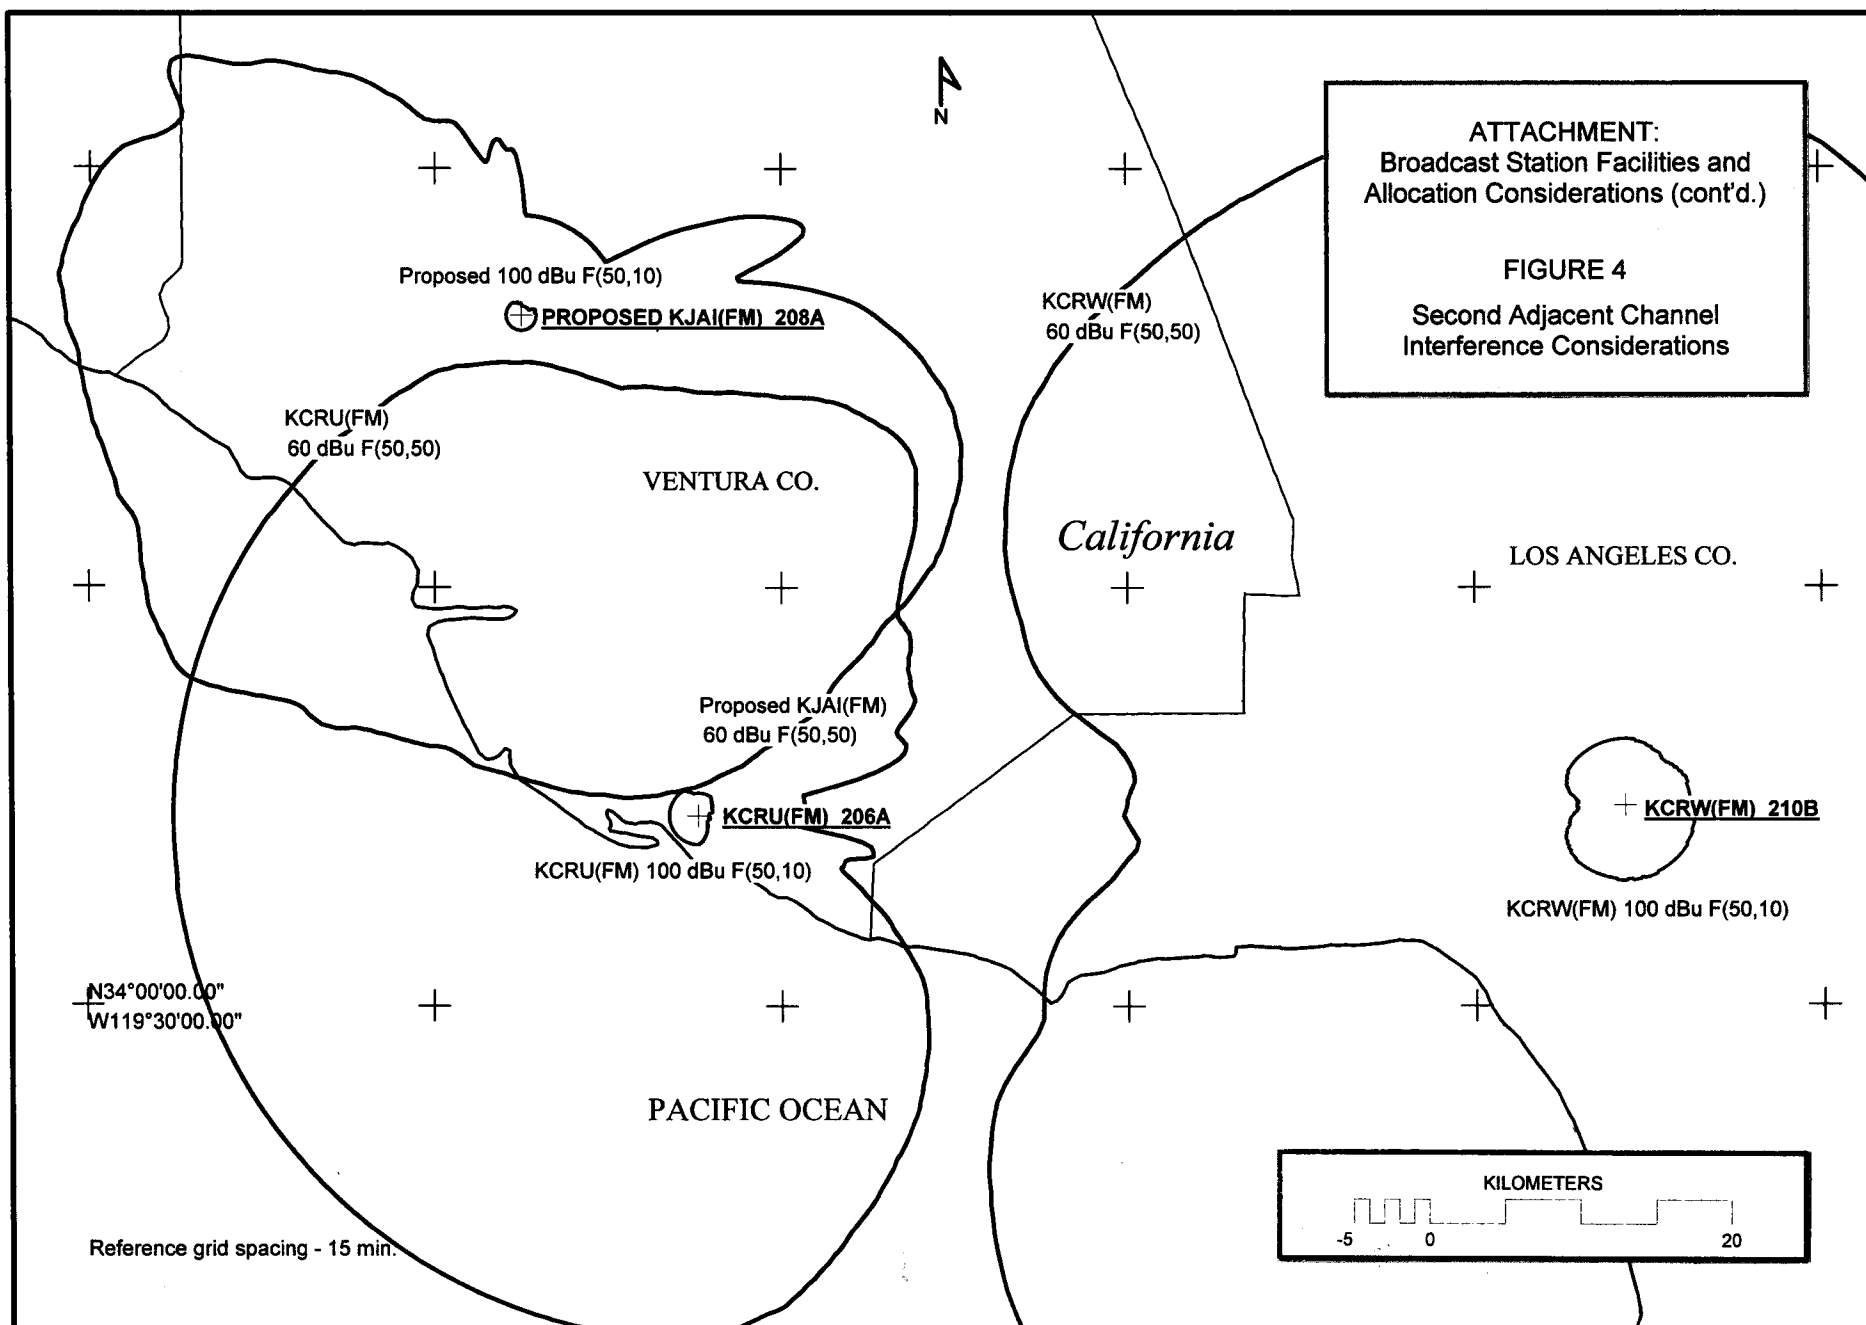 N
ATTACHMENT:
Broadcast Station Facilities and
Allocation Considerations (cont'd.)
FIGURE 4
Second Adjacent Channel
Interference Considerations
Proposed 100 dBu F(50,10)
PROPOSED KJAI(FM) 208A
KCRW(FM)
60 dBu F(50,50)
KCRU(FM)
60 dBu F(50,50)
VENTURA CO.
California
LOS ANGELES CO.
Proposed KJAI(FM)
60 dBu F(50,50)
KCRU(FM) 206A
KCRW(FM) 210B
KCRU(FM) 100 dBu F(50,10)
KCRW(FM) 100 dBu F(50,10)
N34°00'00.00"
W119°30'00.00"
PACIFIC OCEAN
KILOMETERS
-5 0 20
Reference grid spacing - 15 min.